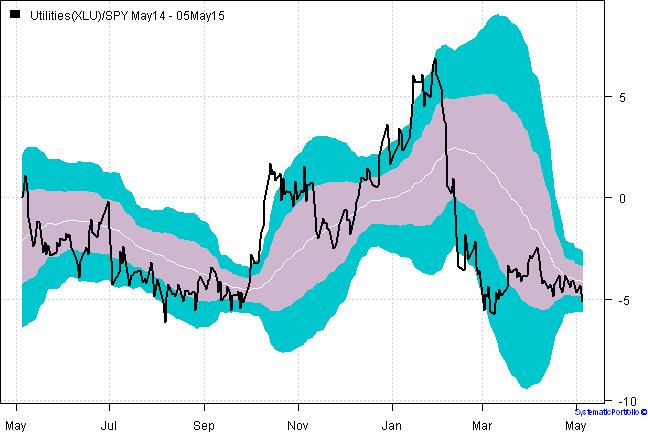 Utilities(XLU)/SPY May14 - 05May15
5
0
-5
-10
SystematicPortfolio ©
May Jul Sep Nov Jan Mar May